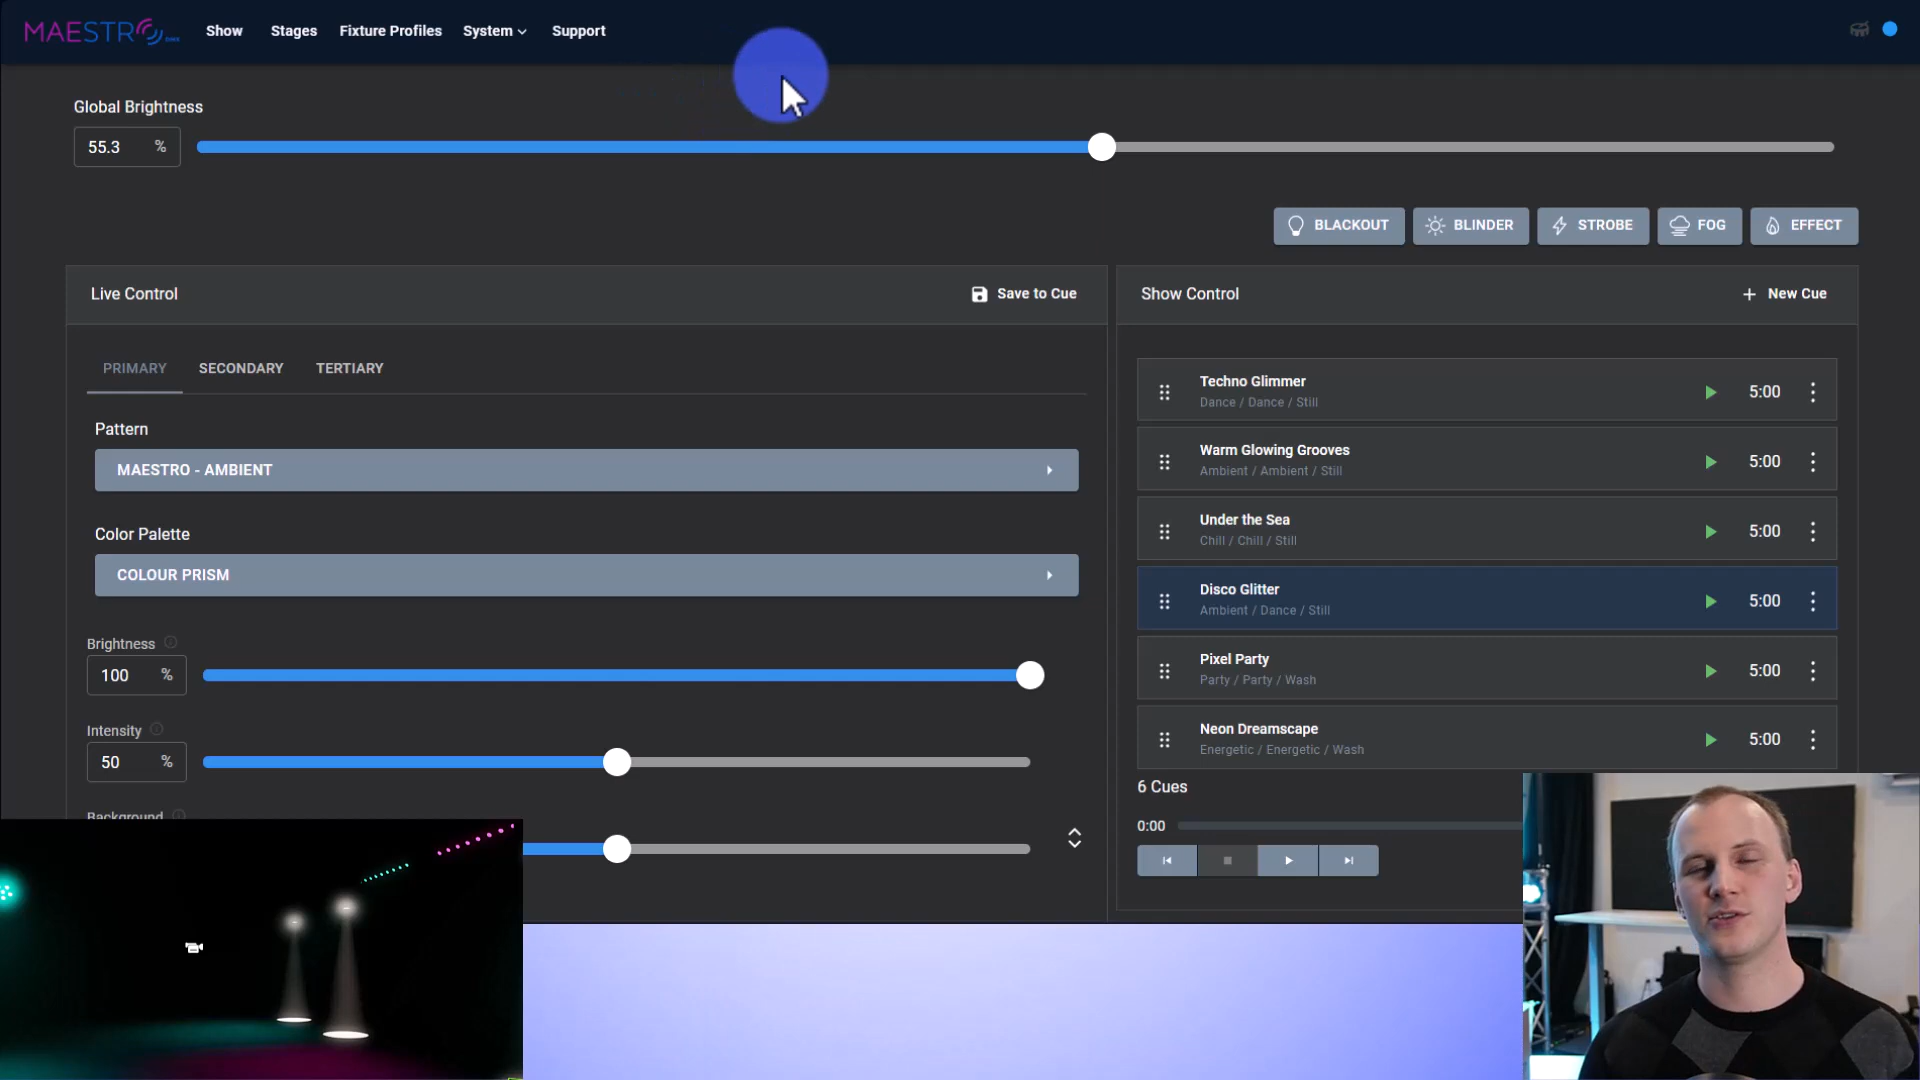 MAESTRO DMX
Show
Stages
Fixture Profiles
System
Support
Global Brightness
55.3 %
BLACKOUT
BLINDER
STROBE
FOG
EFFECT
Live Control
Save to Cue
PRIMARY
SECONDARY
TERTIARY
Pattern
MAESTRO - AMBIENT
Color Palette
COLOUR PRISM
Brightness
100 %
Intensity
50 %
Background
Show Control
+ New Cue
Techno Glimmer
Dance / Dance / Still
5:00
Warm Glowing Grooves
Ambient / Ambient / Still
5:00
Under the Sea
Chill / Chill / Still
5:00
Disco Glitter
Ambient / Dance / Still
5:00
Pixel Party
Party / Party / Wash
5:00
Neon Dreamscape
Energetic / Energetic / Wash
5:00
6 Cues
0:00